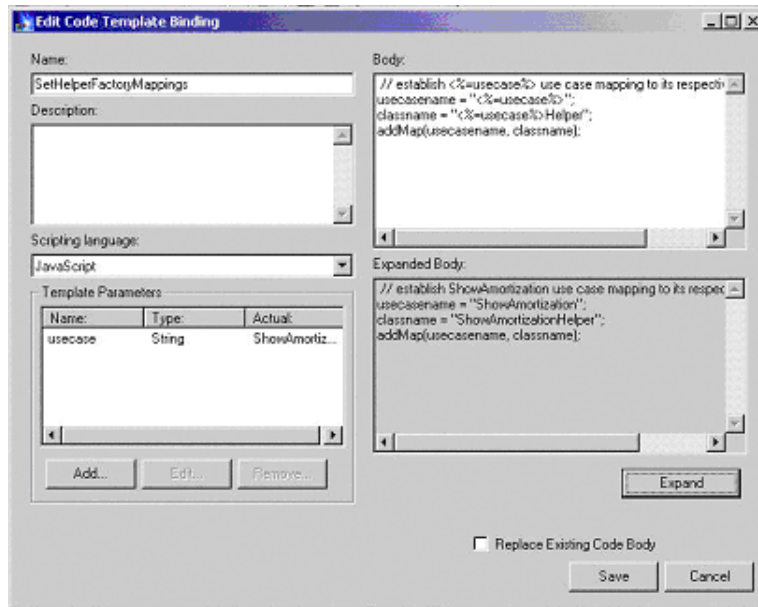 Edit Code Template Binding
Name:
SetHelperFactoryMappings
Description:
Scripting language:
JavaScript
Template Parameters
Name: Type: Actual:
usecase String ShowAmortiz...
Add... Edit... Remove...
Body:
// establish <%=usecase%> use case mapping to its respectiv
usecasename = "<%=usecase%>";
classname = "<%=usecase%>Helper";
addMap(usecasename, classname);
Expanded Body:
// establish ShowAmortization use case mapping to its respec
usecasename = "ShowAmortization";
classname = "ShowAmortizationHelper";
addMap(usecasename, classname);
Expand
Replace Existing Code Body
Save Cancel